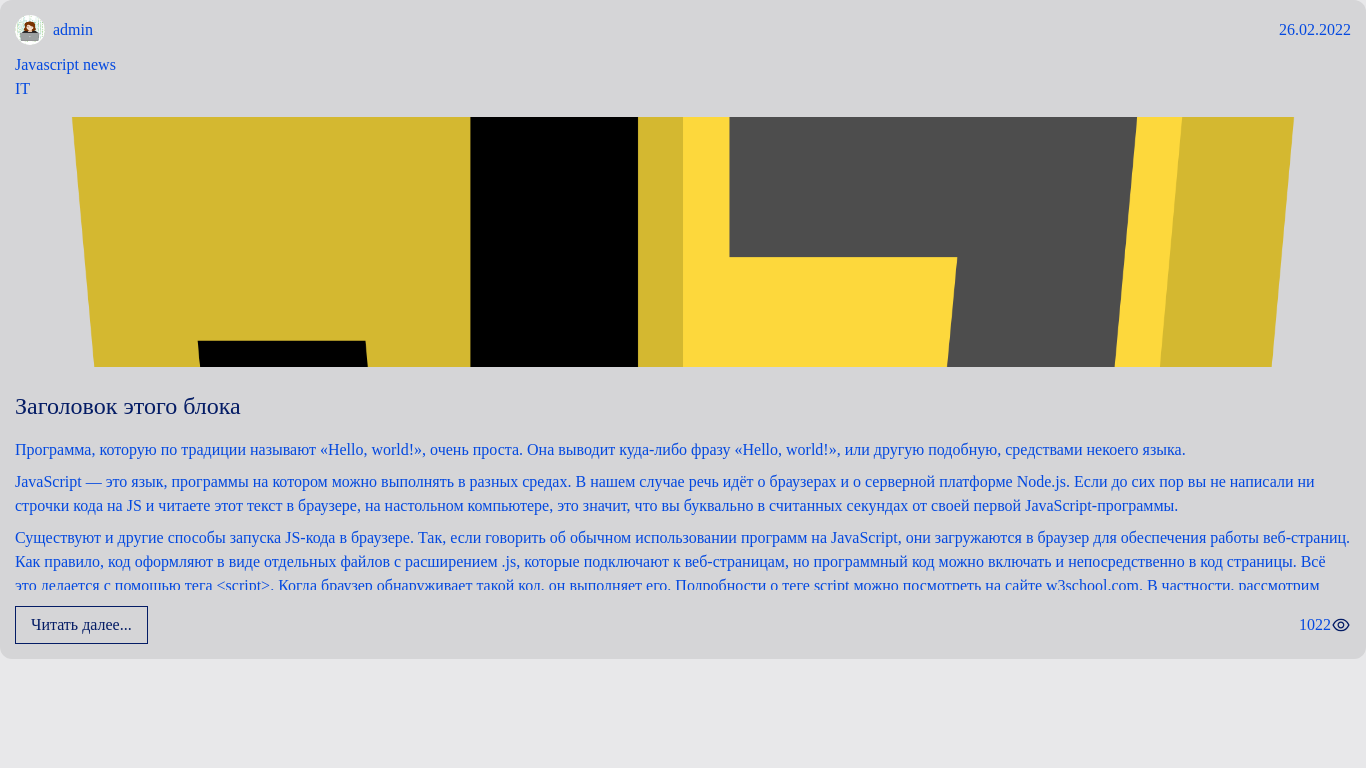 admin
26.02.2022
Javascript news
IT
Заголовок этого блока
Программа, которую по традиции называют «Hello, world!», очень проста. Она выводит куда-либо фразу «Hello, world!», или другую подобную, средствами некоего языка.
JavaScript — это язык, программы на котором можно выполнять в разных средах. В нашем случае речь идёт о браузерах и о серверной платформе Node.js. Если до сих пор вы не написали ни
строчки кода на JS и читаете этот текст в браузере, на настольном компьютере, это значит, что вы буквально в считанных секундах от своей первой JavaScript-программы.
Существуют и другие способы запуска JS-кода в браузере. Так, если говорить об обычном использовании программ на JavaScript, они загружаются в браузер для обеспечения работы веб-страниц.
Как правило, код оформляют в виде отдельных файлов с расширением .js, которые подключают к веб-страницам, но программный код можно включать и непосредственно в код страницы. Всё
это делается с помощью тега <script>. Когда браузер обнаруживает такой код, он выполняет его. Подробности о теге script можно посмотреть на сайте w3school.com. В частности, рассмотрим
Читать далее...
1022